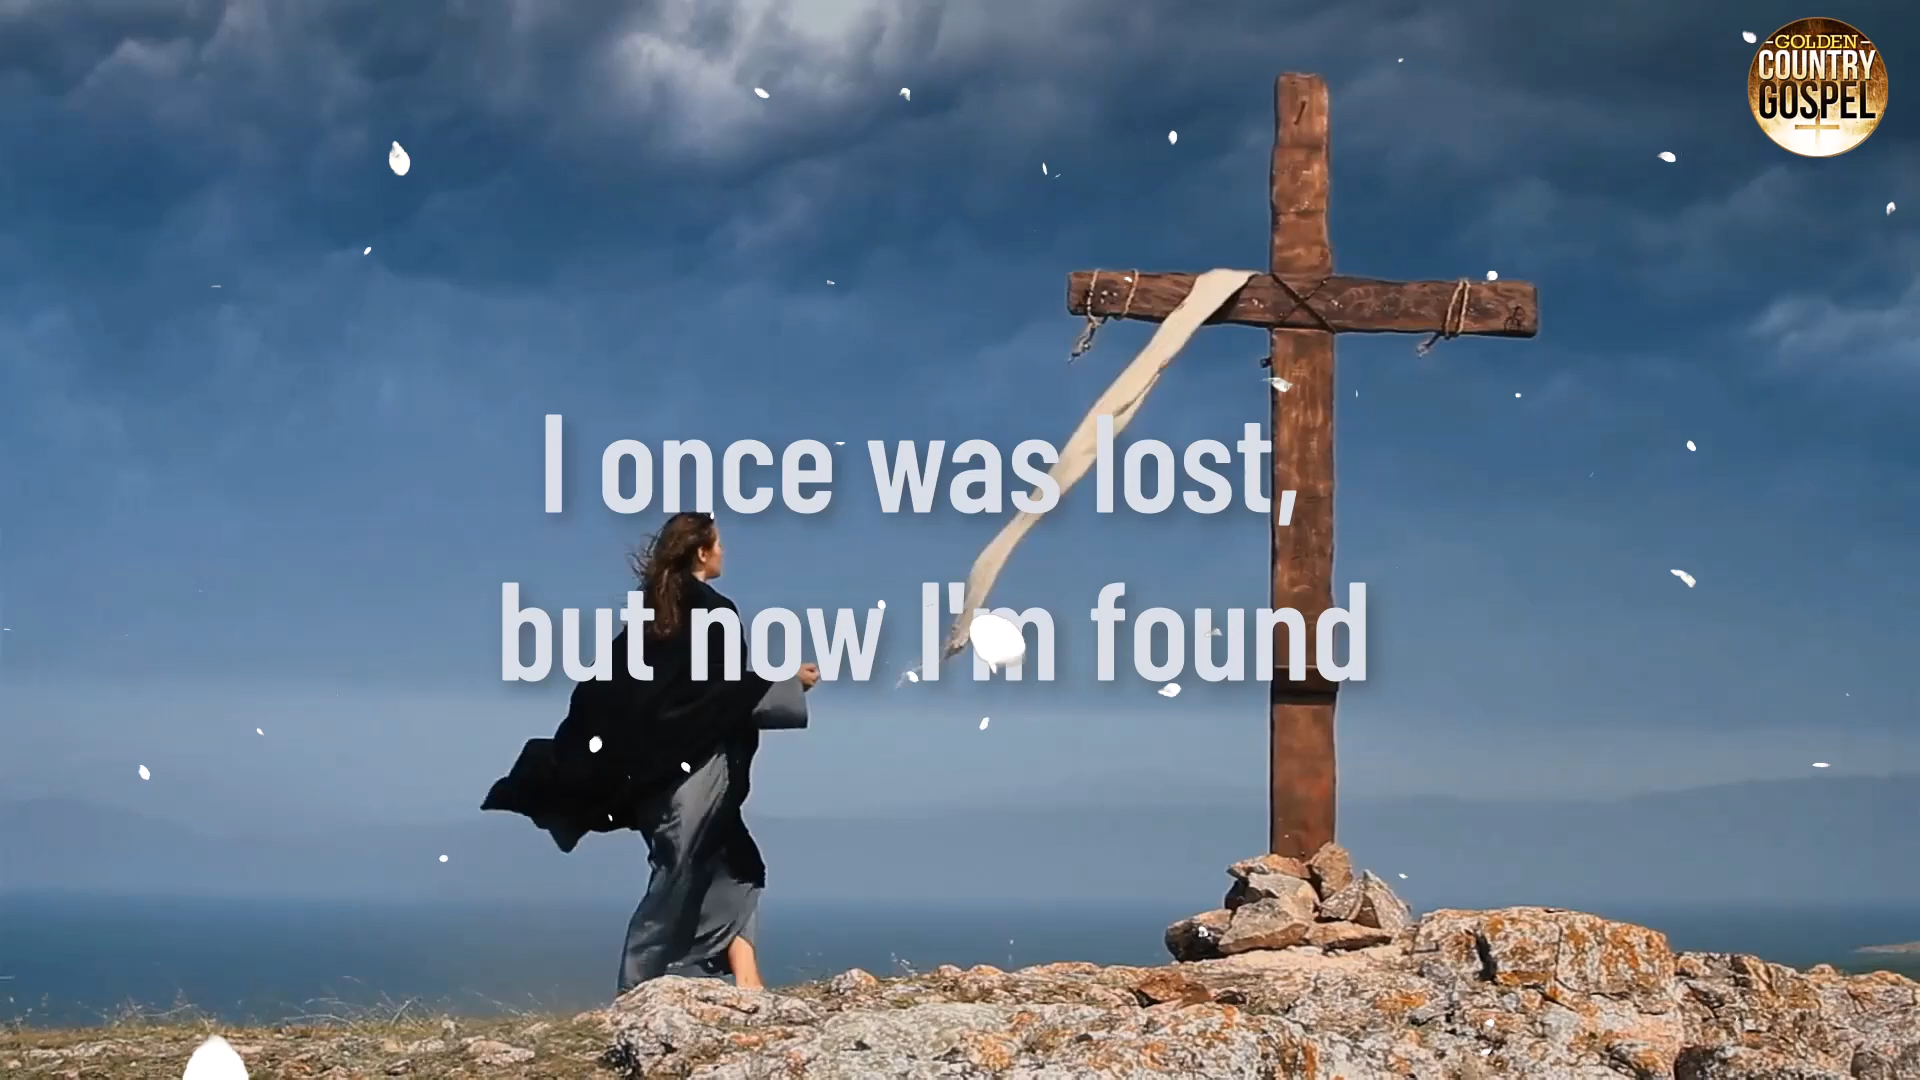 GOLDEN
COUNTRY
GOSPEL
I once was lost,
but now I'm found